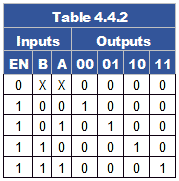 Table 4.4.2
Inputs Outputs
EN B A 00 01 10 11
0 X X 0 0 0 0
1 0 0 1 0 0 0
1 0 1 0 1 0 0
1 1 0 0 0 1 0
1 1 1 0 0 0 1